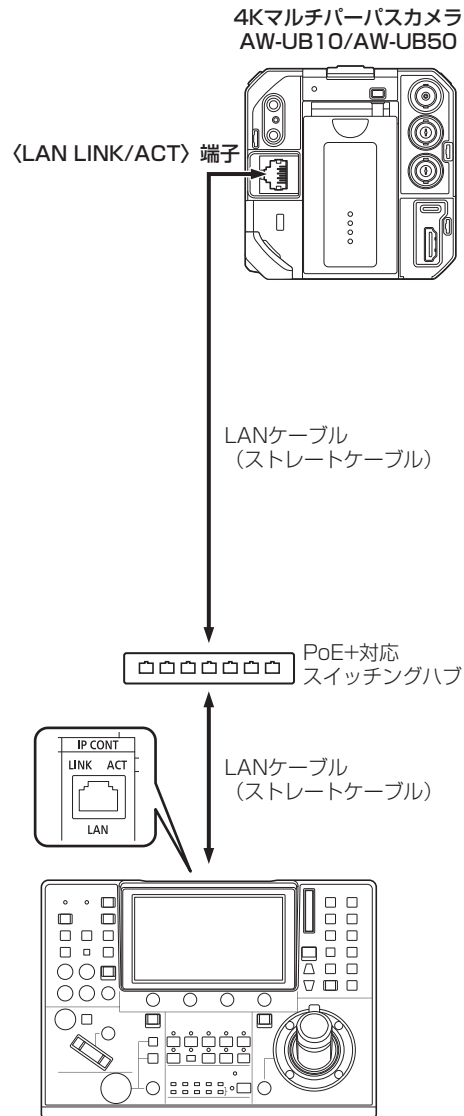 4Kマルチパーパスカメラ
AW-UB10/AW-UB50
〈LAN LINK/ACT〉端子
LANケーブル
（ストレートケーブル）
PoE+対応
スイッチングハブ
IP CONT
LINK ACT
LAN
LANケーブル
（ストレートケーブル）